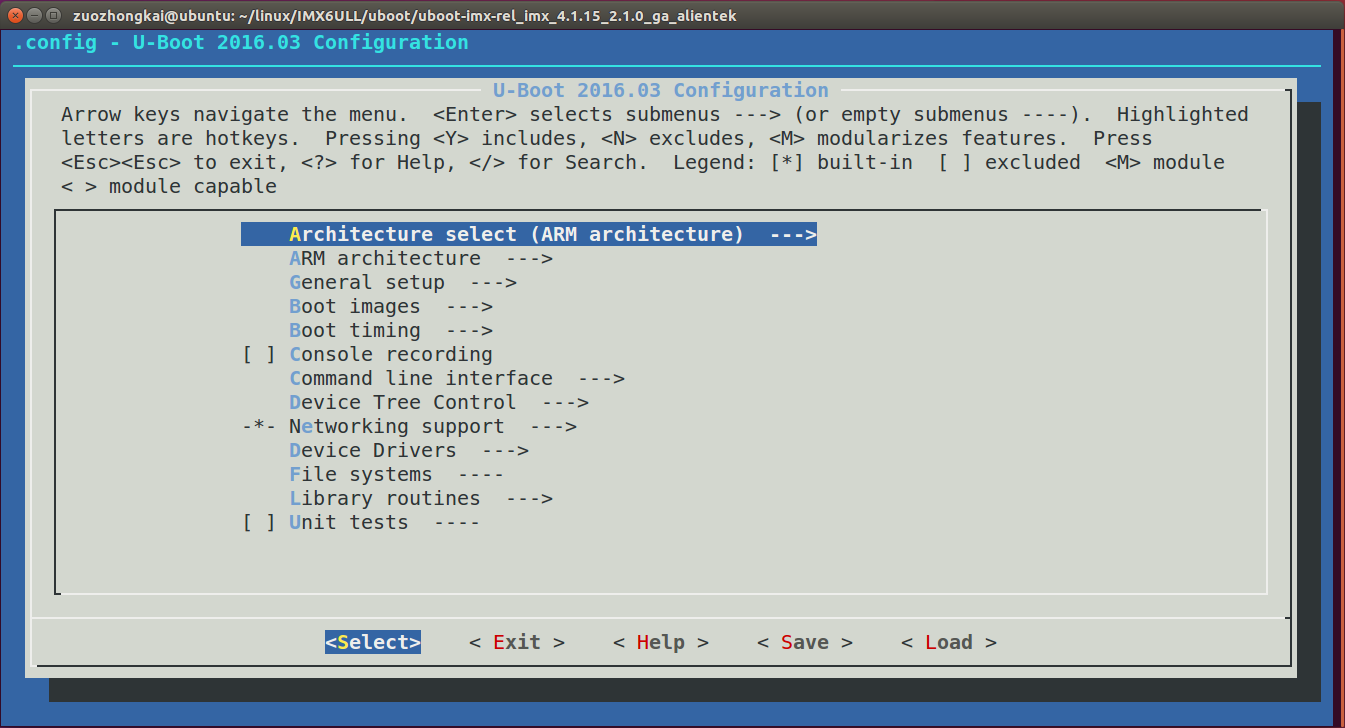 zuozhongkai@ubuntu: ~/linux/IMX6ULL/uboot/uboot-imx-rel_imx_4.1.15_2.1.0_ga_alientek
.config - U-Boot 2016.03 Configuration
U-Boot 2016.03 Configuration
Arrow keys navigate the menu.  <Enter> selects submenus ---> (or empty submenus ----).  Highlighted
letters are hotkeys.  Pressing <Y> includes, <N> excludes, <M> modularizes features.  Press
<Esc><Esc> to exit, <?> for Help, </> for Search.  Legend: [*] built-in  [ ] excluded  <M> module
< > module capable
Architecture select (ARM architecture)  --->
ARM architecture  --->
General setup  --->
Boot images  --->
Boot timing  --->
[ ] Console recording
Command line interface  --->
Device Tree Control  --->
-*- Networking support  --->
Device Drivers  --->
File systems  ----
Library routines  --->
[ ] Unit tests  ----
<Select>    < Exit >    < Help >    < Save >    < Load >